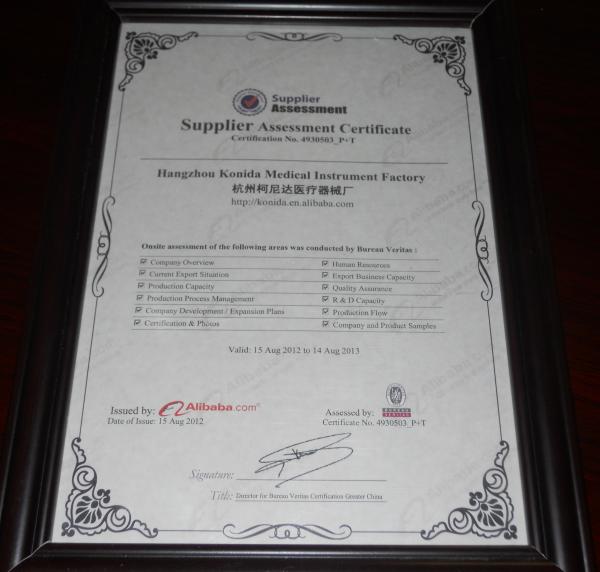 Supplier
Assessment
Supplier Assessment Certificate
Certification No. 4930503_P+T
Hangzhou Konida Medical Instrument Factory
杭州柯尼达医疗器械厂
http://konida.en.alibaba.com
Onsite assessment of the following areas was conducted by Bureau Veritas :
Company Overview
Human Resources
Current Export Situation
Export Business Capacity
Production Capacity
Quality Assurance
Production Process Management
R & D Capacity
Company Development / Expansion Plans
Production Flow
Certification & Photos
Company and Product Samples
Valid: 15 Aug 2012 to 14 Aug 2013
Issued by: Alibaba.com®
Date of Issue: 15 Aug 2012
Assessed by: BUREAU VERITAS
Certificate No. 4930503_P+T
Signature:
Title: Director for Bureau Veritas Certification Greater China